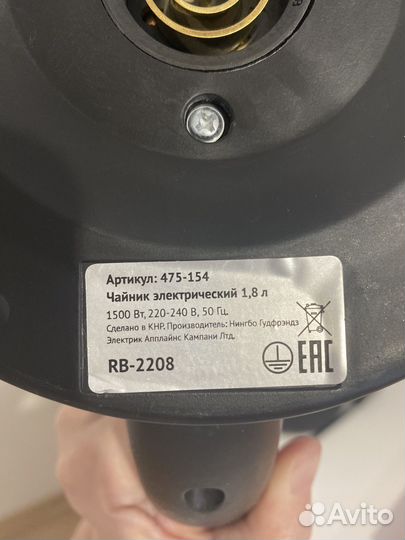 Артикул: 475-154
Чайник электрический 1,8 л
1500 Вт, 220-240 В, 50 Гц.
Сделано в КНР. Производитель: Нингбо Гудфрэндз
Электрик Апплайнс Кампани Лтд.
RB-2208
EAC
Avito